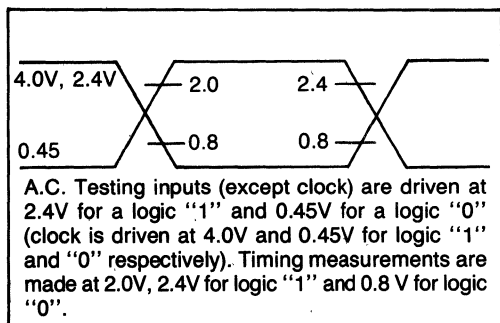 4.0V, 2.4V 2.0 2.4
0.45 0.8 0.8
A.C. Testing inputs (except clock) are driven at
2.4V for a logic "1" and 0.45V for a logic "0"
(clock is driven at 4.0V and 0.45V for logic "1"
and "0" respectively). Timing measurements are
made at 2.0V, 2.4V for logic "1" and 0.8 V for logic
"0".